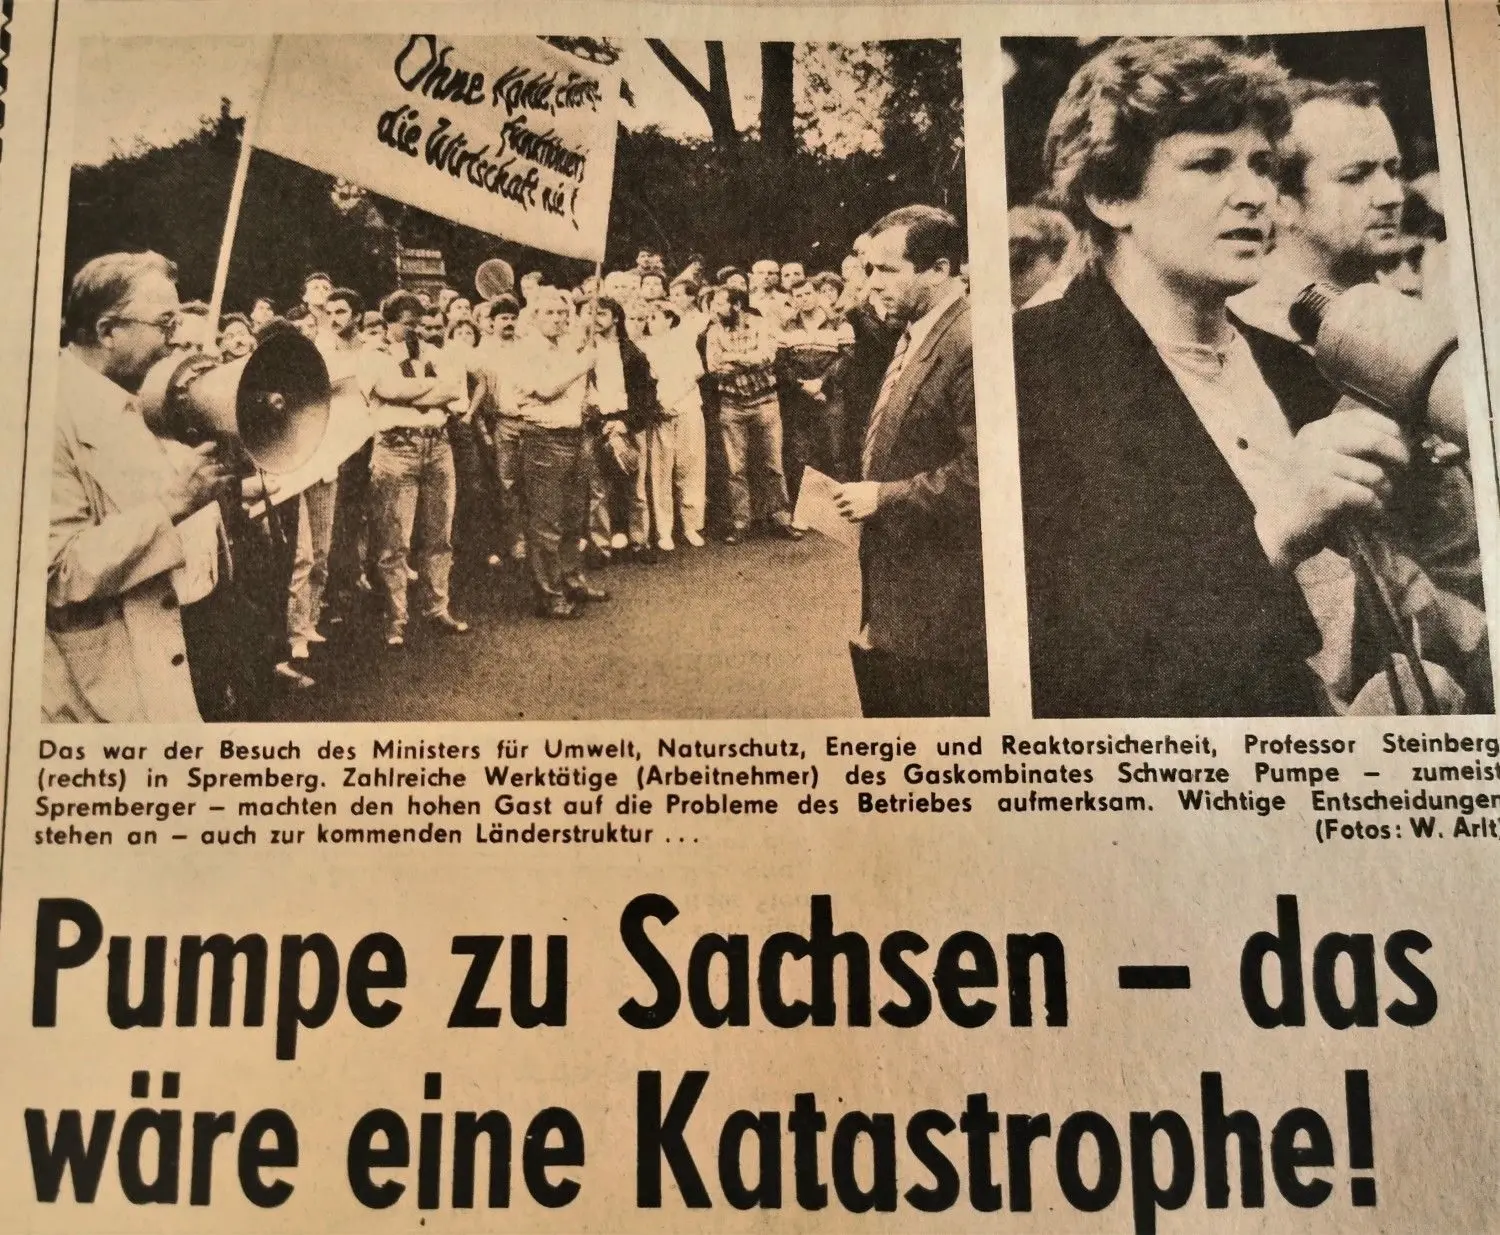 Ohne Kohle, Energie
funktioniert
die Wirtschaft nie!
Das war der Besuch des Ministers für Umwelt, Naturschutz, Energie und Reaktorsicherheit, Professor Steinberg
(rechts) in Spremberg. Zahlreiche Werktätige (Arbeitnehmer) des Gaskombinates Schwarze Pumpe – zumeist
Spremberger – machten den hohen Gast auf die Probleme des Betriebes aufmerksam. Wichtige Entscheidungen
stehen an – auch zur kommenden Länderstruktur ...
(Fotos: W. Arlt)
Pumpe zu Sachsen – das
wäre eine Katastrophe!